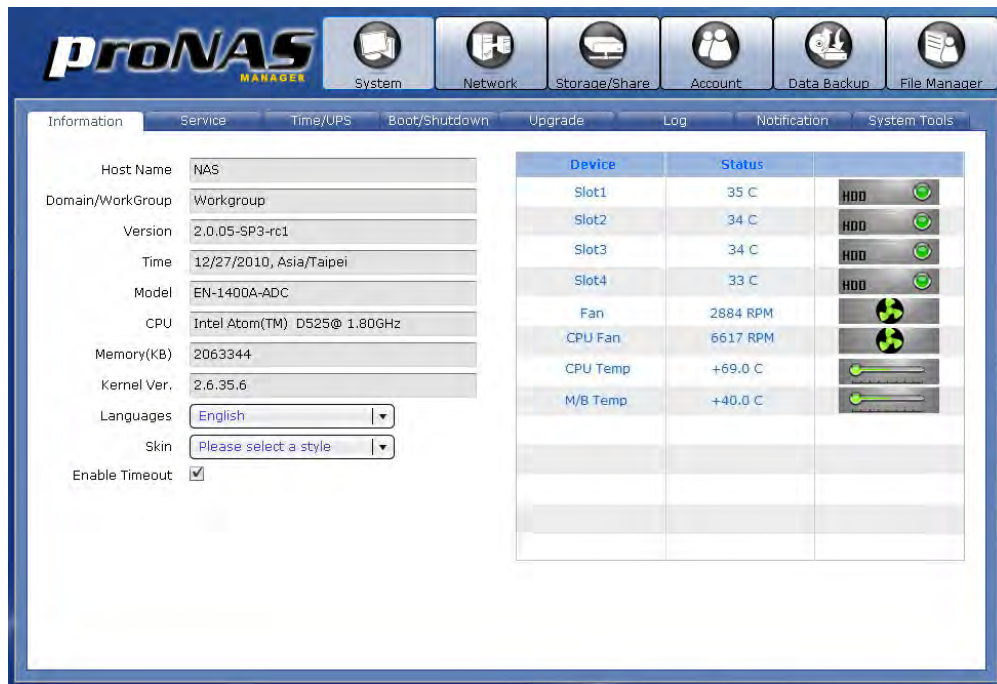 proNAS
MANAGER
System
Network
Storage/Share
Account
Data Backup
File Manager
Information
Service
Time/UPS
Boot/Shutdown
Upgrade
Log
Notification
System Tools
Host Name NAS
Domain/WorkGroup Workgroup
Version 2.0.05-SP3-rc1
Time 12/27/2010, Asia/Taipei
Model EN-1400A-ADC
CPU Intel Atom(TM) D525@ 1.80GHz
Memory(KB) 2063344
Kernel Ver. 2.6.35.6
Languages English
Skin Please select a style
Enable Timeout
Device Status
Slot1 35 C HDD
Slot2 34 C HDD
Slot3 34 C HDD
Slot4 33 C HDD
Fan 2884 RPM
CPU Fan 6617 RPM
CPU Temp +69.0 C
M/B Temp +40.0 C